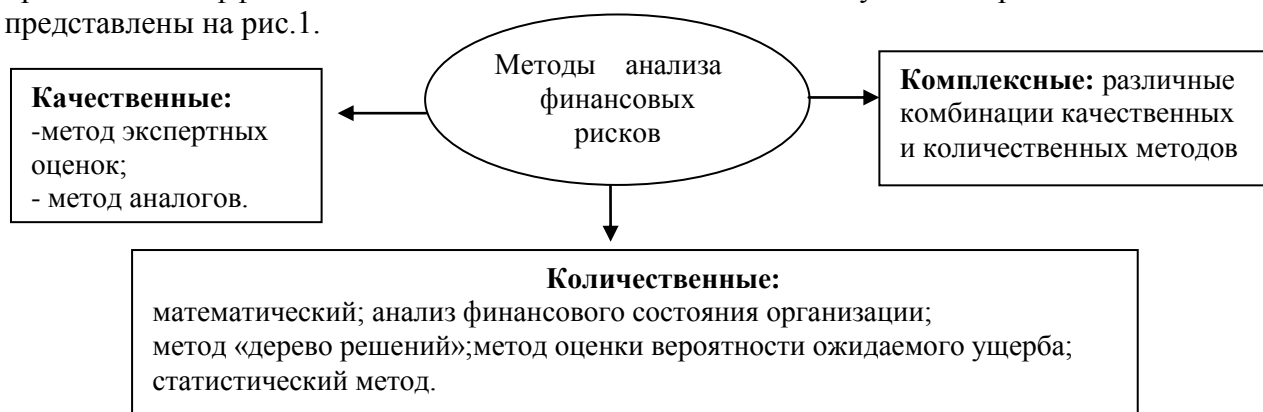 представлены на рис.1.
Методы анализа
финансовых
рисков
Качественные:
-метод экспертных
оценок;
- метод аналогов.
Комплексные: различные
комбинации качественных
и количественных методов
Количественные:
математический; анализ финансового состояния организации;
метод «дерево решений»;метод оценки вероятности ожидаемого ущерба;
статистический метод.